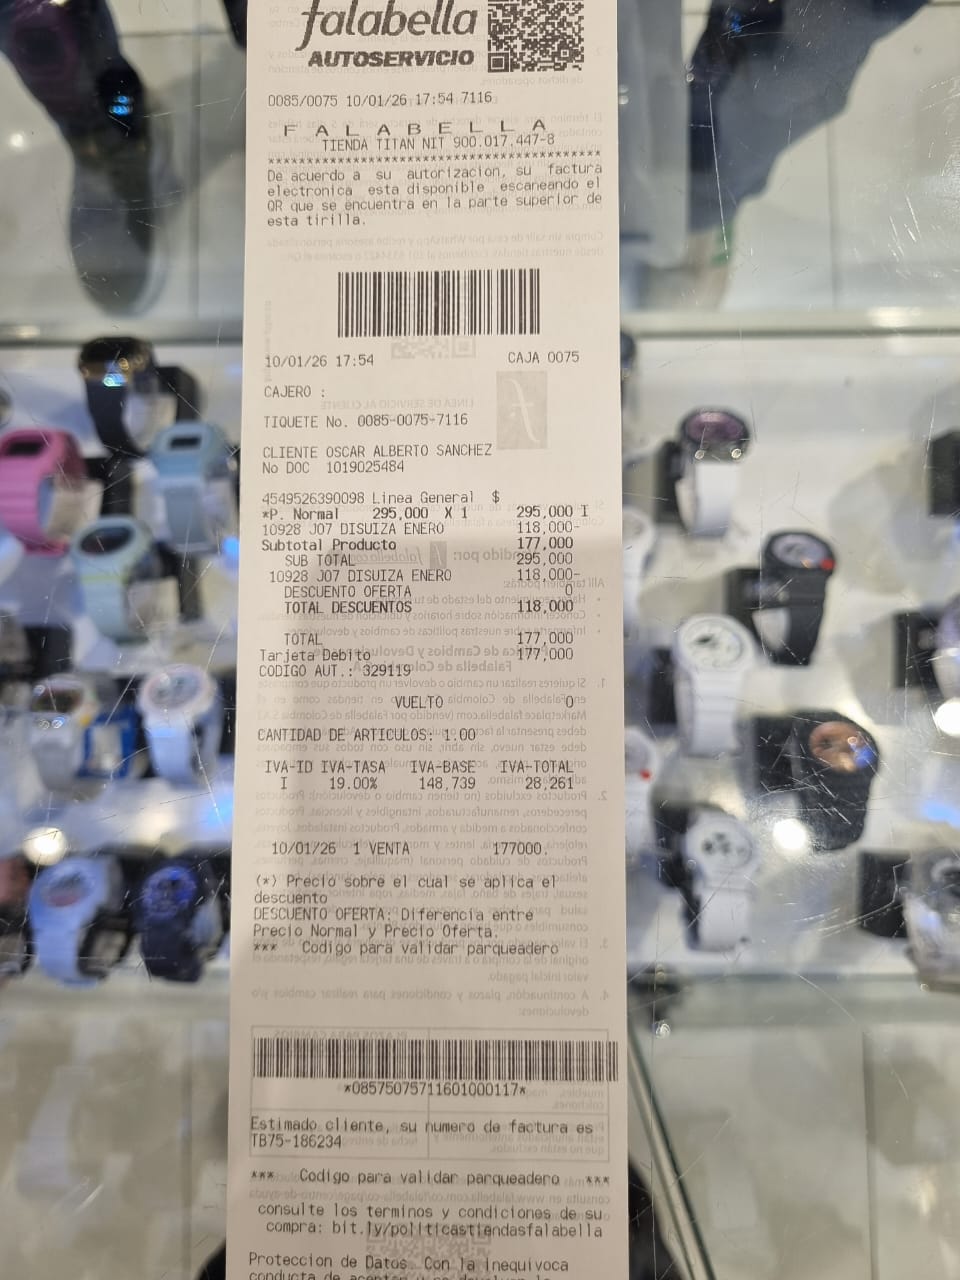 falabella
AUTOSERVICIO
0085/0075 10/01/26 17:54 7116
F A L A B E L L A
TIENDA TITAN NIT 900.017.447-8
******************************************
De acuerdo a su autorizacion, su factura
electronica esta disponible escaneando el
QR que se encuentra en la parte superior de
esta tirilla.
10/01/26 17:54 CAJA 0075
CAJERO :
TIQUETE No. 0085-0075-7116
CLIENTE OSCAR ALBERTO SANCHEZ
No DOC 1019025484
4549526390098 Linea General $
*P. Normal 295,000 X 1 295,000 I
10928 J07 DISUIZA ENERO 118,000-
Subtotal Producto 177,000
SUB TOTAL 295,000
10928 J07 DISUIZA ENERO 118,000-
DESCUENTO OFERTA 0
TOTAL DESCUENTOS 118,000
TOTAL 177,000
Tarjeta Debito 177,000
CODIGO AUT.: 329119
VUELTO 0
CANTIDAD DE ARTICULOS: 1.00
IVA-ID IVA-TASA IVA-BASE IVA-TOTAL
I 19.00% 148,739 28,261
10/01/26 1 VENTA 177000.
(*) Precio sobre el cual se aplica el
descuento
DESCUENTO OFERTA: Diferencia entre
Precio Normal y Precio Oferta.
*** Codigo para validar parqueadero
*08575075711601000117*
Estimado cliente, su numero de factura es
TB75-186234
*** Codigo para validar parqueadero ***
consulte los terminos y condiciones de su
compra: bit.ly/politicastiendasfalabella
Proteccion de Datos. Con la inequivoca